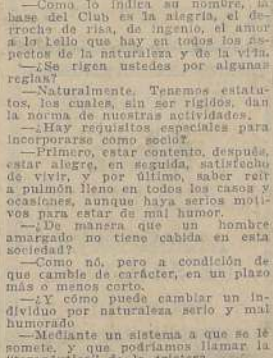 —Como lo indica su nombre, la
base del Club es la alegría, el de-
rroche de risa, de ingenio, el amor
a lo bello que hay en todos los as-
pectos de la naturaleza y de la vida.
—¿Se rigen ustedes por algunas
reglas?
—Naturalmente. Tenemos estatu-
tos, los cuales, sin ser rígidos, dan
la norma de nuestras actividades.
—¿Hay requisitos especiales para
incorporarse como socio?
—Primero, estar contento, después,
estar alegre, en seguida, satisfecho
de vivir, y por último, saber reír
a pulmón lleno en todos los casos y
ocasiones, aunque haya serios moti-
vos para estar de mal humor.
—¿De manera que un hombre
amargado no tiene cabida en esta
sociedad?
—Como nó, pero a condición de
que cambie de carácter, en un plazo
más o menos corto.
—¿Y cómo puede cambiar un in-
dividuo por naturaleza serio y mal
humorado
—Mediante un sistema a que se le
somete, y que podríamos llamar la